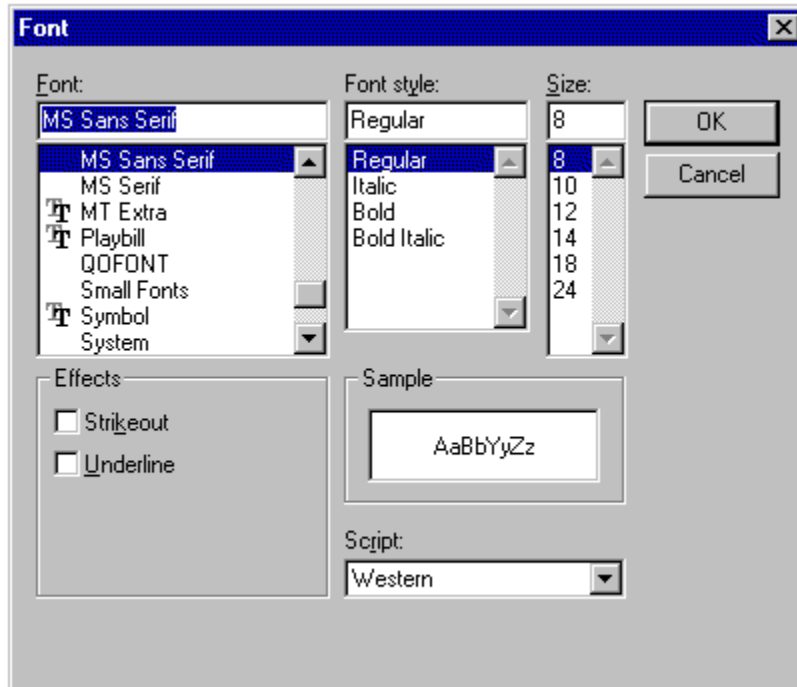 Font
Font:
MS Sans Serif
MS Sans Serif
MS Serif
MT Extra
Playbill
QOFONT
Small Fonts
Symbol
System
Font style:
Regular
Regular
Italic
Bold
Bold Italic
Size:
8
8
10
12
14
18
24
OK
Cancel
Effects
Strikeout
Underline
Sample
AaBbYyZz
Script:
Western